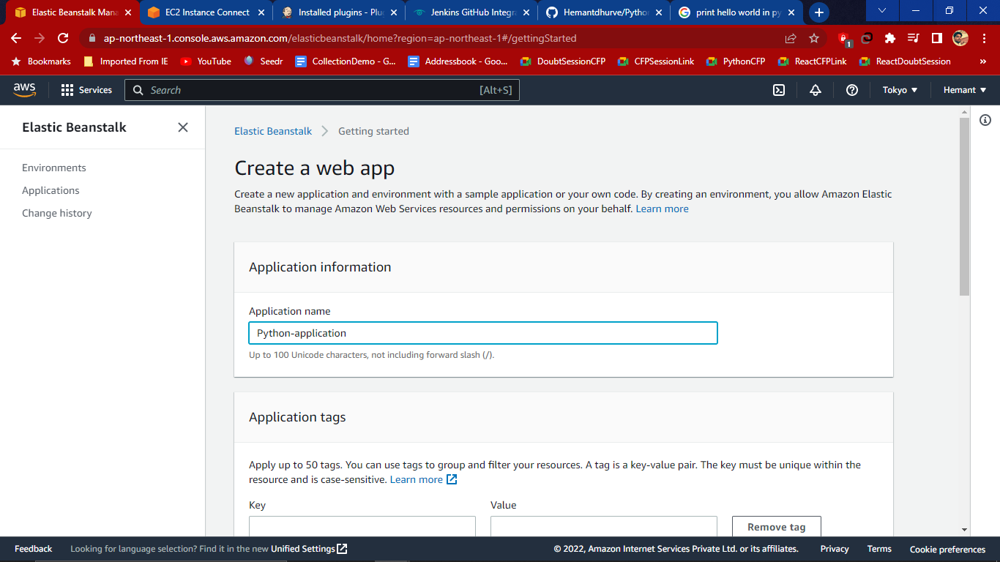 Elastic Beanstalk Mana
EC2 Instance Connect
Installed plugins - Plu
Jenkins GitHub Integra
Hemantdhurve/Pytho
print hello world in py
ap-northeast-1.console.aws.amazon.com/elasticbeanstalk/home?region=ap-northeast-1#/gettingStarted
1
Bookmarks
Imported From IE
YouTube
Seedr
CollectionDemo - G...
Addressbook - Goo...
DoubtSessionCFP
CFPSessionLink
PythonCFP
ReactCFPLink
ReactDoubtSession
»
aws
Services
Search
[Alt+S]
Tokyo
Hemant
Elastic Beanstalk
Environments
Applications
Change history
Elastic Beanstalk
Getting started
Create a web app
Create a new application and environment with a sample application or your own code. By creating an environment, you allow Amazon Elastic
Beanstalk to manage Amazon Web Services resources and permissions on your behalf. Learn more
Application information
Application name
Python-application
Up to 100 Unicode characters, not including forward slash (/).
Application tags
Apply up to 50 tags. You can use tags to group and filter your resources. A tag is a key-value pair. The key must be unique within the
resource and is case-sensitive. Learn more
Key
Value
Remove tag
Feedback
Looking for language selection? Find it in the new Unified Settings
© 2022, Amazon Internet Services Private Ltd. or its affiliates.
Privacy
Terms
Cookie preferences